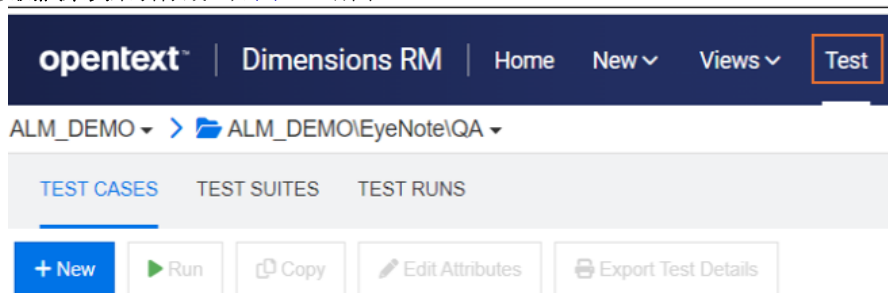 opentext™ | Dimensions RM | Home New Views Test
ALM_DEMO > ALM_DEMO\EyeNote\QA
TEST CASES TEST SUITES TEST RUNS
+ New Run Copy Edit Attributes Export Test Details